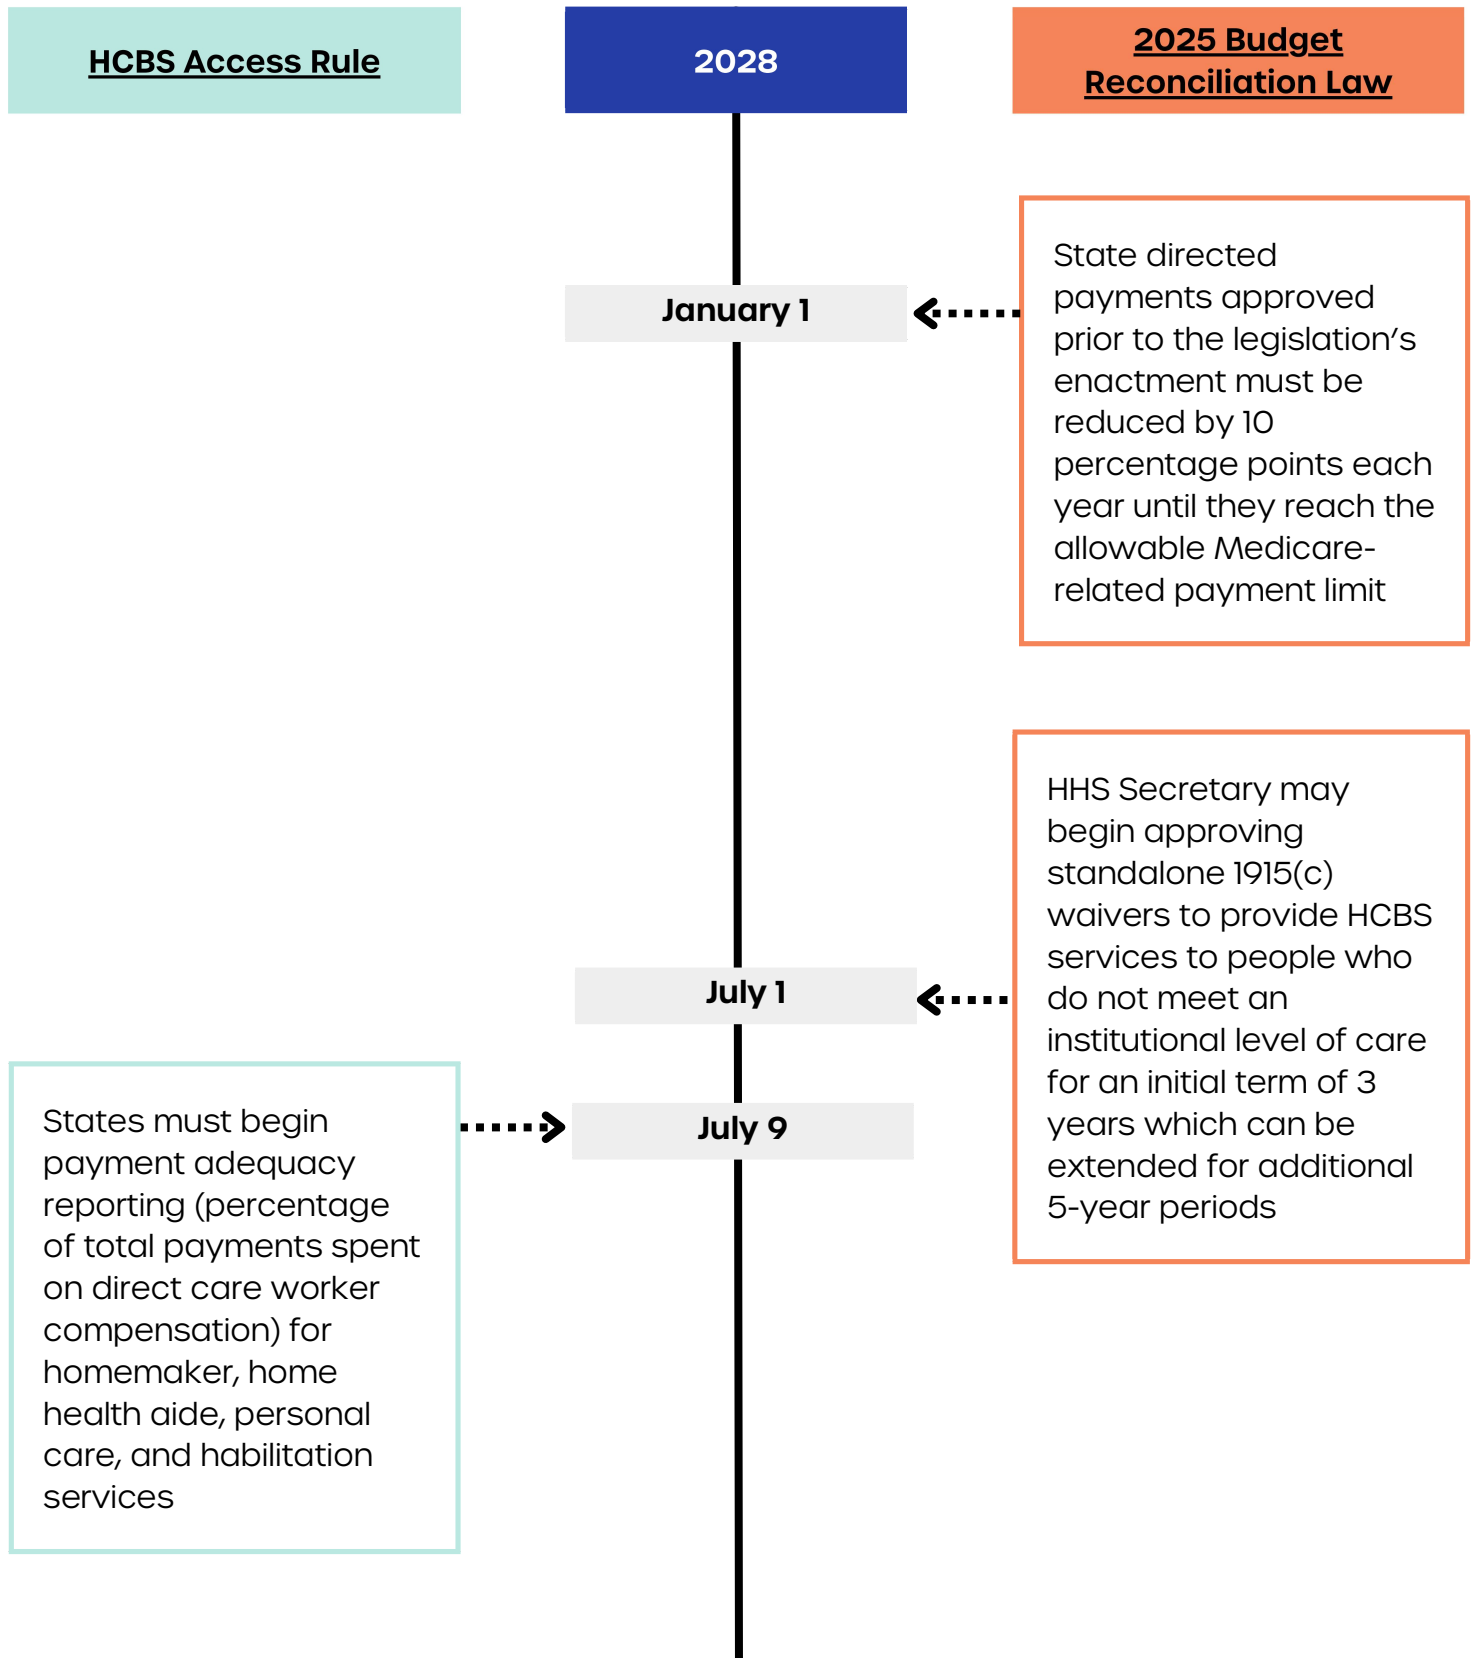 HCBS Access Rule
2028
2025 Budget
Reconciliation Law
State directed
payments approved
prior to the legislation’s
enactment must be
reduced by 10
percentage points each
year until they reach the
allowable Medicare-
related payment limit
January 1
HHS Secretary may
begin approving
standalone 1915(c)
waivers to provide HCBS
services to people who
do not meet an
institutional level of care
for an initial term of 3
years which can be
extended for additional
5-year periods
July 1
States must begin
payment adequacy
reporting (percentage
of total payments spent
on direct care worker
compensation) for
homemaker, home
health aide, personal
care, and habilitation
services
July 9